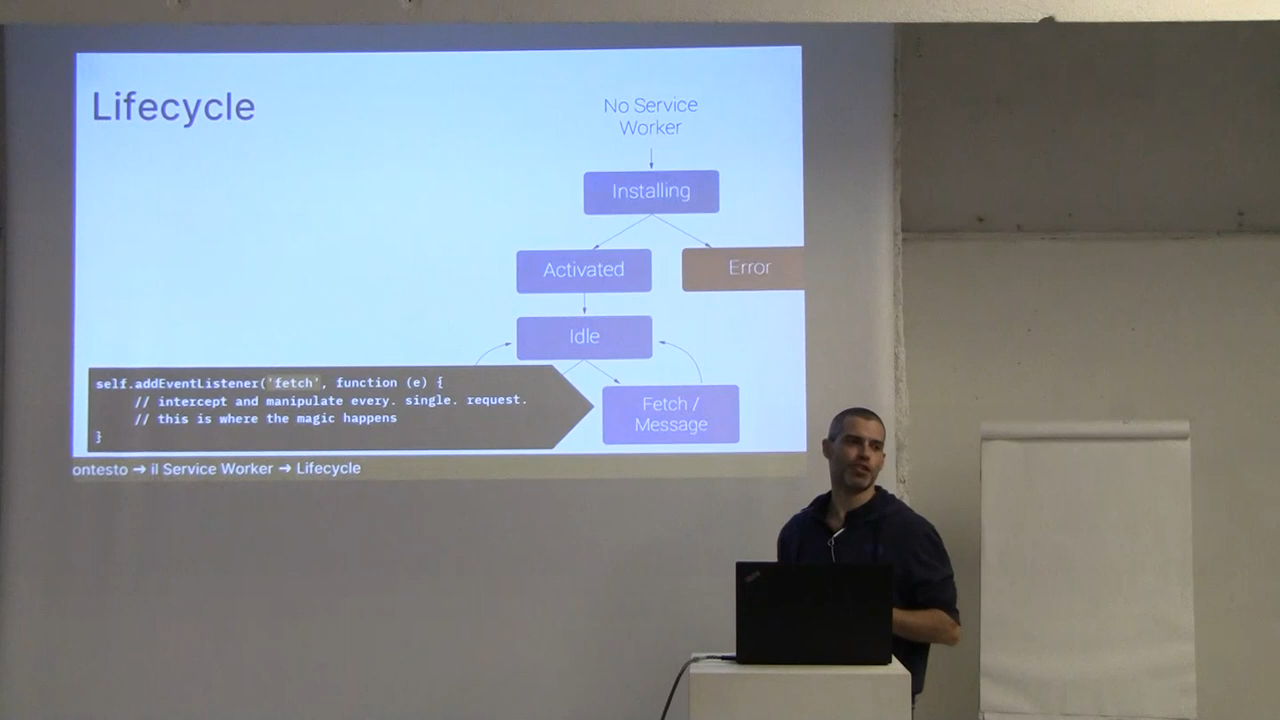 Lifecycle
No Service
Worker
Installing
Activated
Error
Idle
Fetch /
Message
self.addEventListener('fetch', function (e) {
// intercept and manipulate every. single. request.
// this is where the magic happens
}
ontesto → il Service Worker → Lifecycle